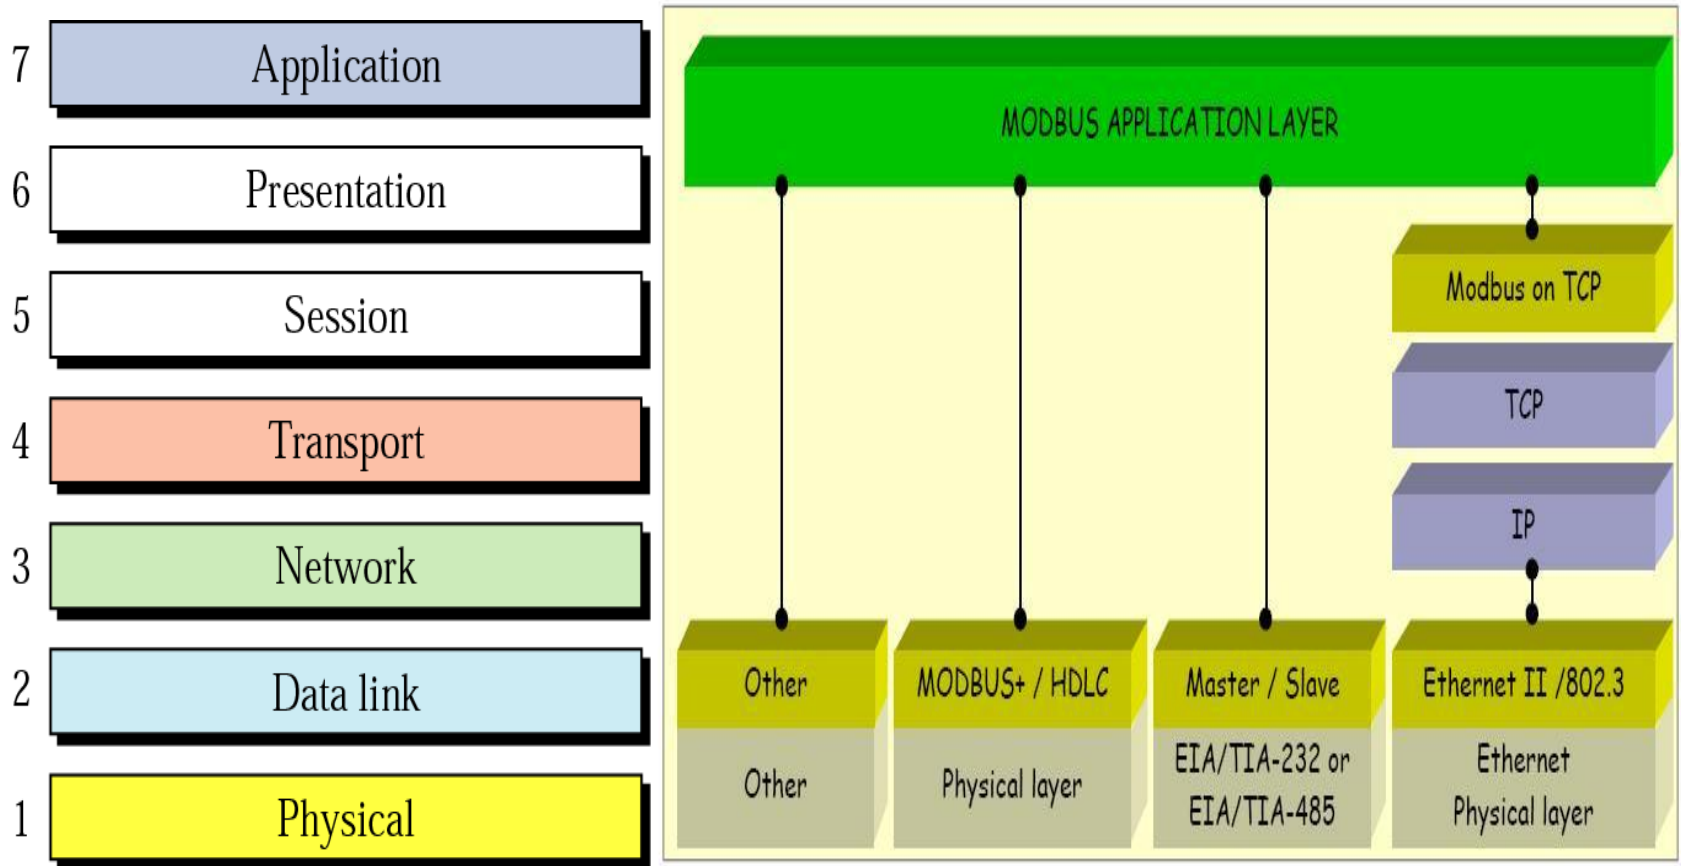 7 Application
6 Presentation
5 Session
4 Transport
3 Network
2 Data link
1 Physical
MODBUS APPLICATION LAYER
Modbus on TCP
TCP
IP
Other
MODBUS+ / HDLC
Master / Slave
Ethernet II /802.3
Other
Physical layer
EIA/TIA-232 or
EIA/TIA-485
Ethernet
Physical layer